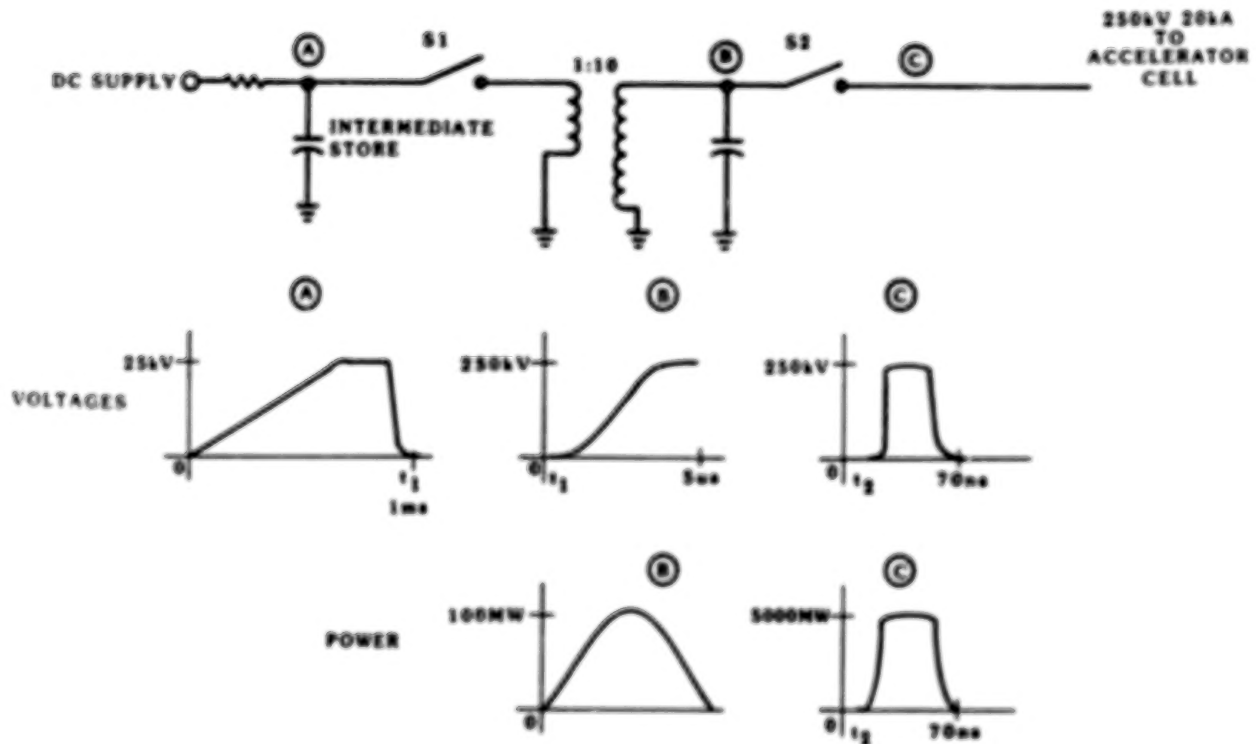 250kV 20kA
TO
ACCELERATOR
CELL
DC SUPPLY
A
S1
1:10
B
S2
C
INTERMEDIATE
STORE
A
B
C
VOLTAGES
25kV
0
t1
1ms
250kV
0
t1
5us
250kV
0
t2
70ns
B
C
POWER
100MW
0
5000MW
0
t2
70ns